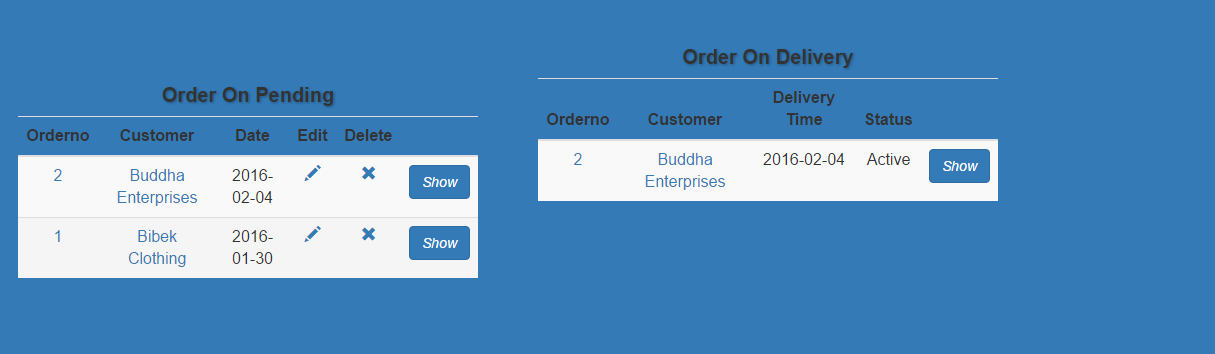 Order On Pending
Orderno Customer Date Edit Delete
2 Buddha 2016- Show
Enterprises 02-04
1 Bibek 2016- Show
Clothing 01-30
Order On Delivery
Delivery
Orderno Customer Time Status
2 Buddha 2016-02-04 Active Show
Enterprises